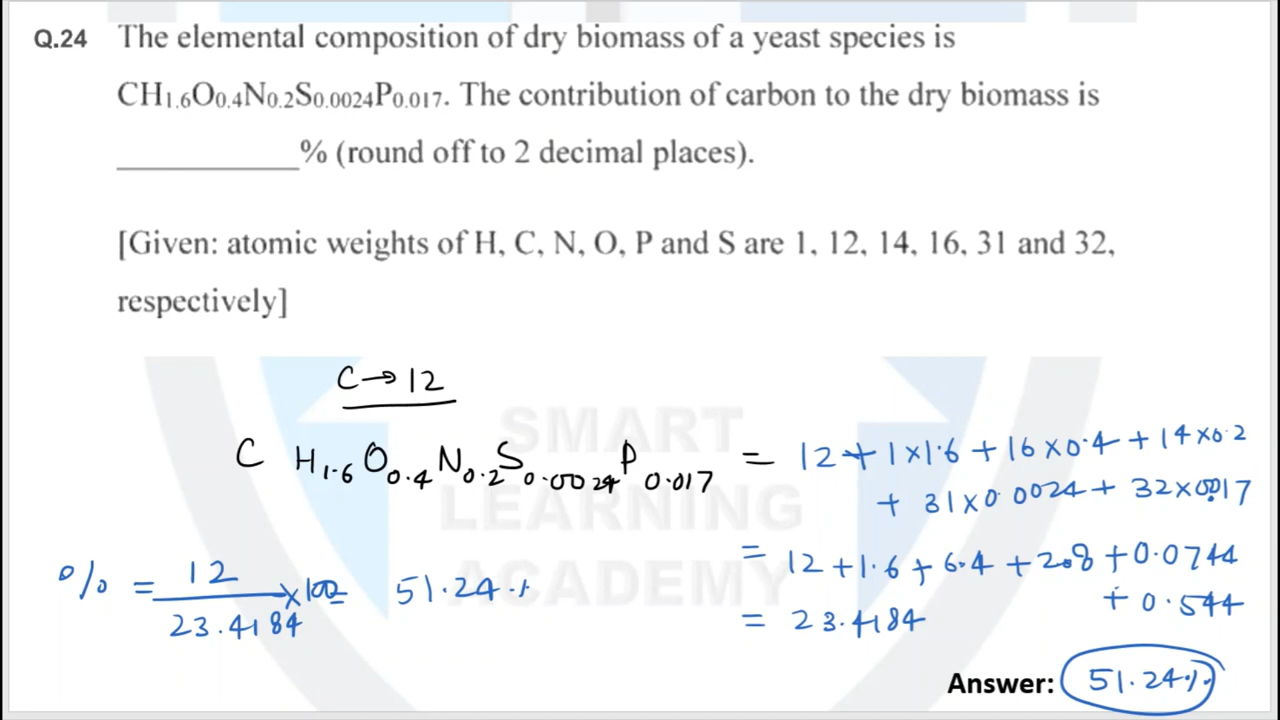 Q.24 The elemental composition of dry biomass of a yeast species is
CH1.6O0.4N0.2S0.0024P0.017. The contribution of carbon to the dry biomass is
____________% (round off to 2 decimal places).
[Given: atomic weights of H, C, N, O, P and S are 1, 12, 14, 16, 31 and 32,
respectively]
C→12
SMART
LEARNING
ACADEMY
C H1.6 O0.4 N0.2 S0.0024 P0.017 = 12 + 1×1.6 + 16×0.4 + 14×0.2
+ 31×0.0024 + 32×0.017
= 12 + 1.6 + 6.4 + 2.8 + 0.0744
+ 0.544
= 23.4184
% = 12/23.4184 ×100 = 51.24%
Answer: 51.24%